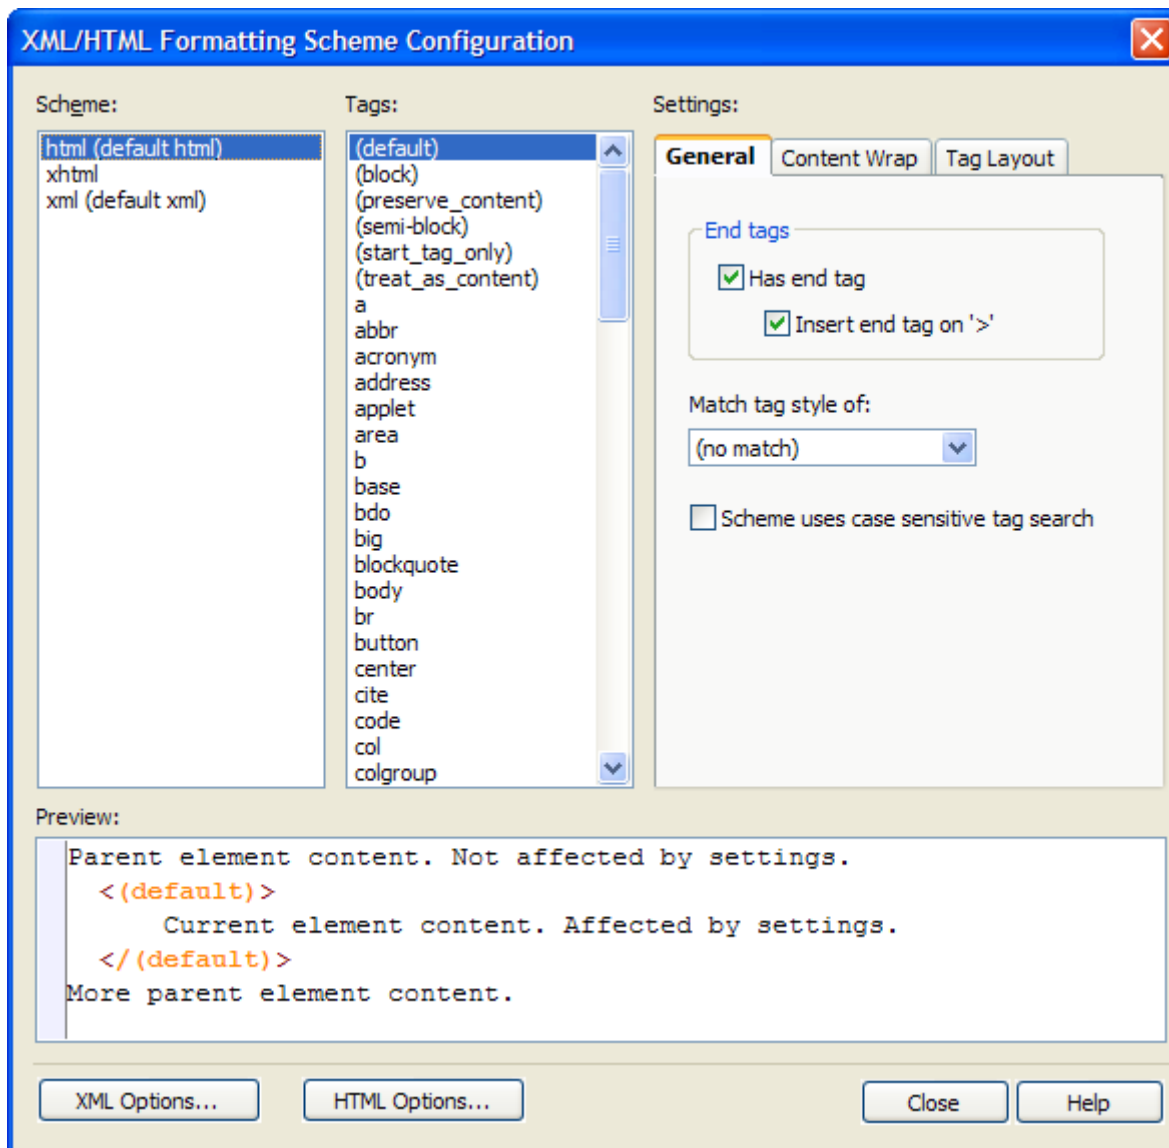 XML/HTML Formatting Scheme Configuration
Scheme:
html (default html)
xhtml
xml (default xml)
Tags:
(default)
(block)
(preserve_content)
(semi-block)
(start_tag_only)
(treat_as_content)
a
abbr
acronym
address
applet
area
b
base
bdo
big
blockquote
body
br
button
center
cite
code
col
colgroup
Settings:
General Content Wrap Tag Layout
End tags
Has end tag
Insert end tag on '>'
Match tag style of:
(no match)
Scheme uses case sensitive tag search
Preview:
Parent element content. Not affected by settings.
<(default)>
Current element content. Affected by settings.
</(default)>
More parent element content.
XML Options... HTML Options... Close Help